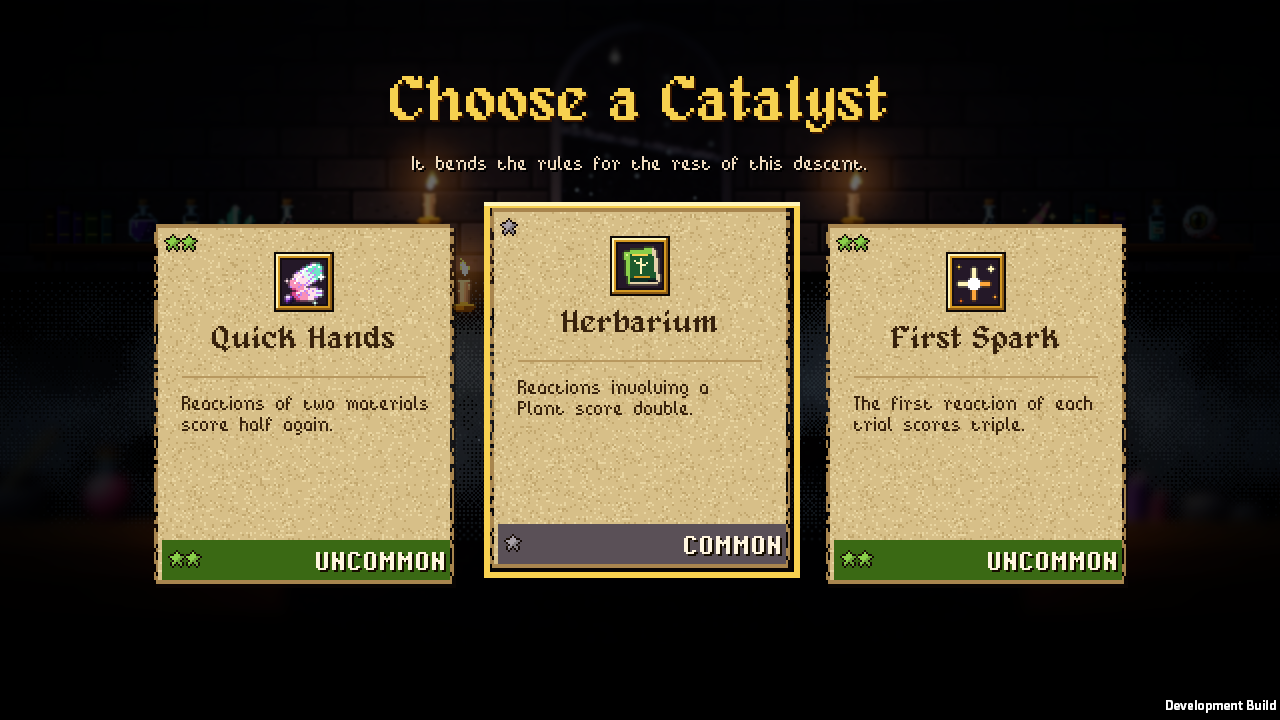 Choose a Catalyst
It bends the rules for the rest of this descent.
Quick Hands
Reactions of two materials
score half again.
UNCOMMON
Herbarium
Reactions involving a
Plant score double.
COMMON
First Spark
The first reaction of each
trial scores triple.
UNCOMMON
Development Build